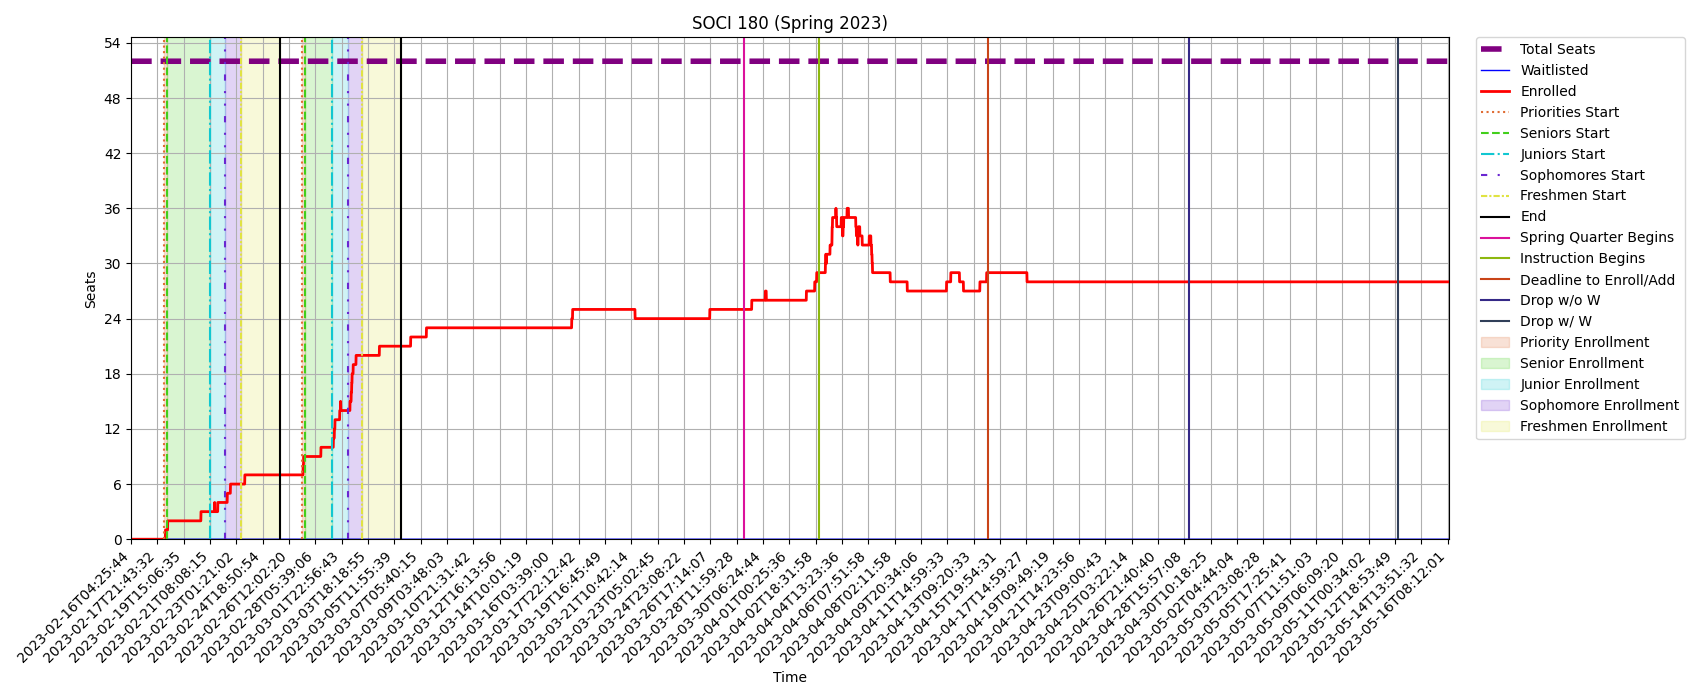 SOCI 180 (Spring 2023)
54
48
42
36
30
24
18
12
6
0
Seats
2023-02-16T04:25:44
2023-02-17T21:43:32
2023-02-19T15:06:35
2023-02-21T08:08:15
2023-02-23T01:21:02
2023-02-24T18:50:54
2023-02-26T12:02:20
2023-02-28T05:39:06
2023-03-01T22:56:43
2023-03-03T18:18:55
2023-03-05T11:55:39
2023-03-07T05:40:15
2023-03-09T03:48:03
2023-03-12T21:31:42
2023-03-12T16:13:56
2023-03-14T10:01:19
2023-03-16T03:39:00
2023-03-17T22:12:42
2023-03-19T16:45:49
2023-03-21T10:42:14
2023-03-23T05:02:45
2023-03-24T23:08:22
2023-03-26T17:14:07
2023-03-28T11:59:28
2023-03-30T06:24:44
2023-04-01T00:25:36
2023-04-02T18:31:58
2023-04-04T13:23:36
2023-04-06T07:51:58
2023-04-08T02:11:58
2023-04-09T20:34:06
2023-04-11T14:59:33
2023-04-13T09:20:33
2023-04-15T19:54:31
2023-04-17T14:59:27
2023-04-19T09:49:19
2023-04-21T14:23:56
2023-04-23T09:00:43
2023-04-25T03:22:14
2023-04-26T21:40:40
2023-04-28T15:57:08
2023-04-30T10:18:25
2023-05-02T04:44:04
2023-05-03T23:08:28
2023-05-05T17:25:41
2023-05-07T11:51:03
2023-05-09T06:09:20
2023-05-11T00:34:02
2023-05-12T18:53:49
2023-05-14T13:51:32
2023-05-16T08:12:01
Time
Total Seats
Waitlisted
Enrolled
Priorities Start
Seniors Start
Juniors Start
Sophomores Start
Freshmen Start
End
Spring Quarter Begins
Instruction Begins
Deadline to Enroll/Add
Drop w/o W
Drop w/ W
Priority Enrollment
Senior Enrollment
Junior Enrollment
Sophomore Enrollment
Freshmen Enrollment